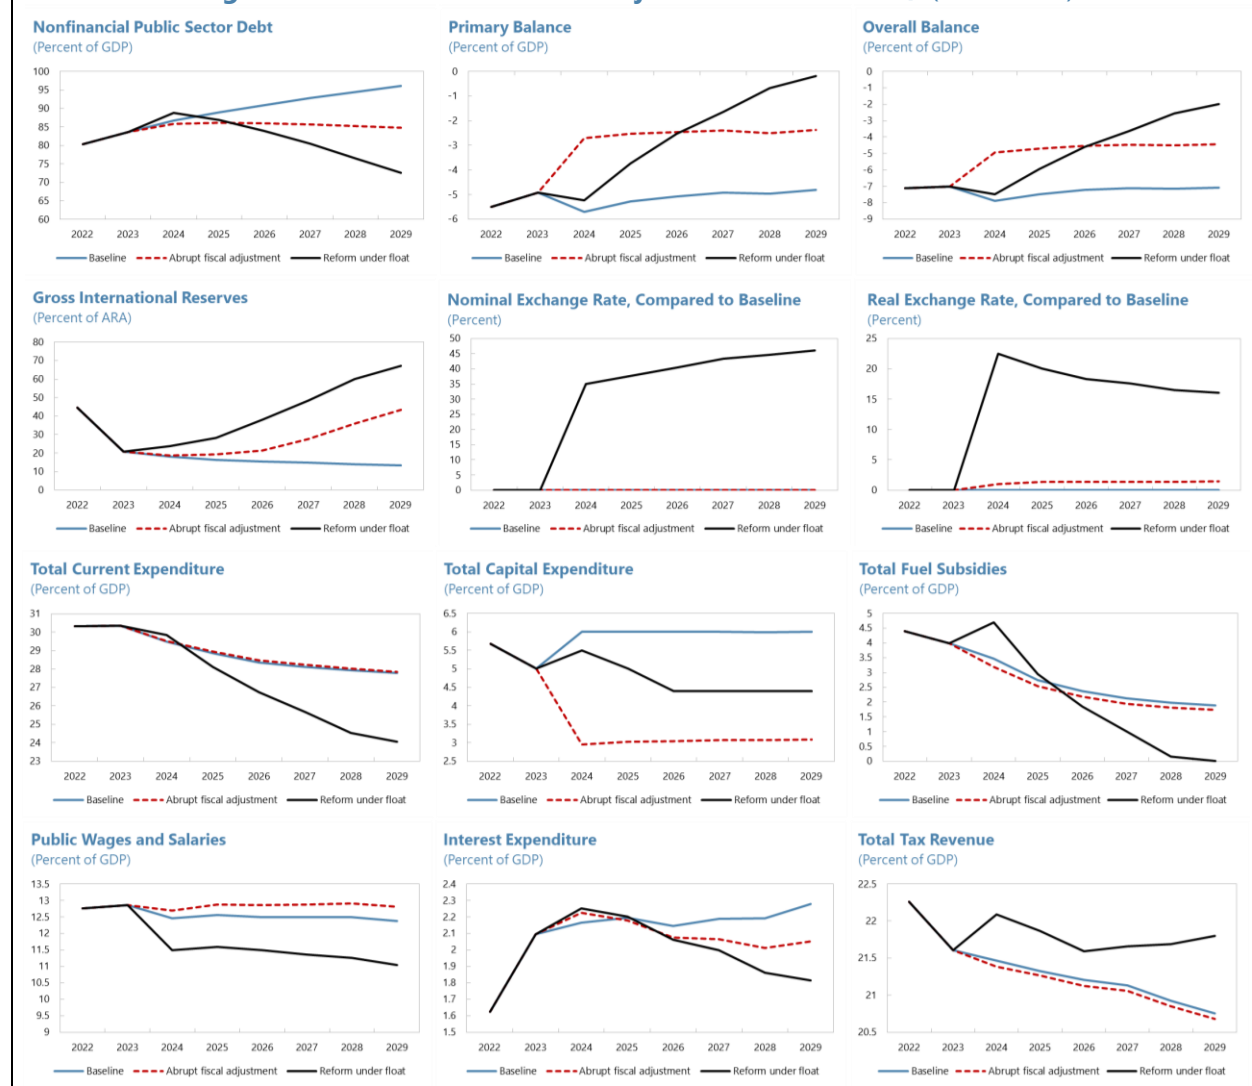 Nonfinancial Public Sector Debt
(Percent of GDP)
100
95
90
85
80
75
70
65
60
2022 2023 2024 2025 2026 2027 2028 2029
Baseline Abrupt fiscal adjustment Reform under float
Primary Balance
(Percent of GDP)
0
-1
-2
-3
-4
-5
-6
2022 2023 2024 2025 2026 2027 2028 2029
Baseline Abrupt fiscal adjustment Reform under float
Overall Balance
(Percent of GDP)
0
-1
-2
-3
-4
-5
-6
-7
-8
-9
2022 2023 2024 2025 2026 2027 2028 2029
Baseline Abrupt fiscal adjustment Reform under float
Gross International Reserves
(Percent of ARA)
80
70
60
50
40
30
20
10
0
2022 2023 2024 2025 2026 2027 2028 2029
Baseline Abrupt fiscal adjustment Reform under float
Nominal Exchange Rate, Compared to Baseline
(Percent)
50
45
40
35
30
25
20
15
10
5
0
2022 2023 2024 2025 2026 2027 2028 2029
Baseline Abrupt fiscal adjustment Reform under float
Real Exchange Rate, Compared to Baseline
(Percent)
25
20
15
10
5
0
2022 2023 2024 2025 2026 2027 2028 2029
Baseline Abrupt fiscal adjustment Reform under float
Total Current Expenditure
(Percent of GDP)
31
30
29
28
27
26
25
24
23
2022 2023 2024 2025 2026 2027 2028 2029
Baseline Abrupt fiscal adjustment Reform under float
Total Capital Expenditure
(Percent of GDP)
6.5
6
5.5
5
4.5
4
3.5
3
2.5
2022 2023 2024 2025 2026 2027 2028 2029
Baseline Abrupt fiscal adjustment Reform under float
Total Fuel Subsidies
(Percent of GDP)
5
4.5
4
3.5
3
2.5
2
1.5
1
0.5
0
2022 2023 2024 2025 2026 2027 2028 2029
Baseline Abrupt fiscal adjustment Reform under float
Public Wages and Salaries
(Percent of GDP)
13.5
13
12.5
12
11.5
11
10.5
10
9.5
9
2022 2023 2024 2025 2026 2027 2028 2029
Baseline Abrupt fiscal adjustment Reform under float
Interest Expenditure
(Percent of GDP)
2.4
2.3
2.2
2.1
2
1.9
1.8
1.7
1.6
1.5
2022 2023 2024 2025 2026 2027 2028 2029
Baseline Abrupt fiscal adjustment Reform under float
Total Tax Revenue
(Percent of GDP)
22.5
22
21.5
21
20.5
2022 2023 2024 2025 2026 2027 2028 2029
Baseline Abrupt fiscal adjustment Reform under float